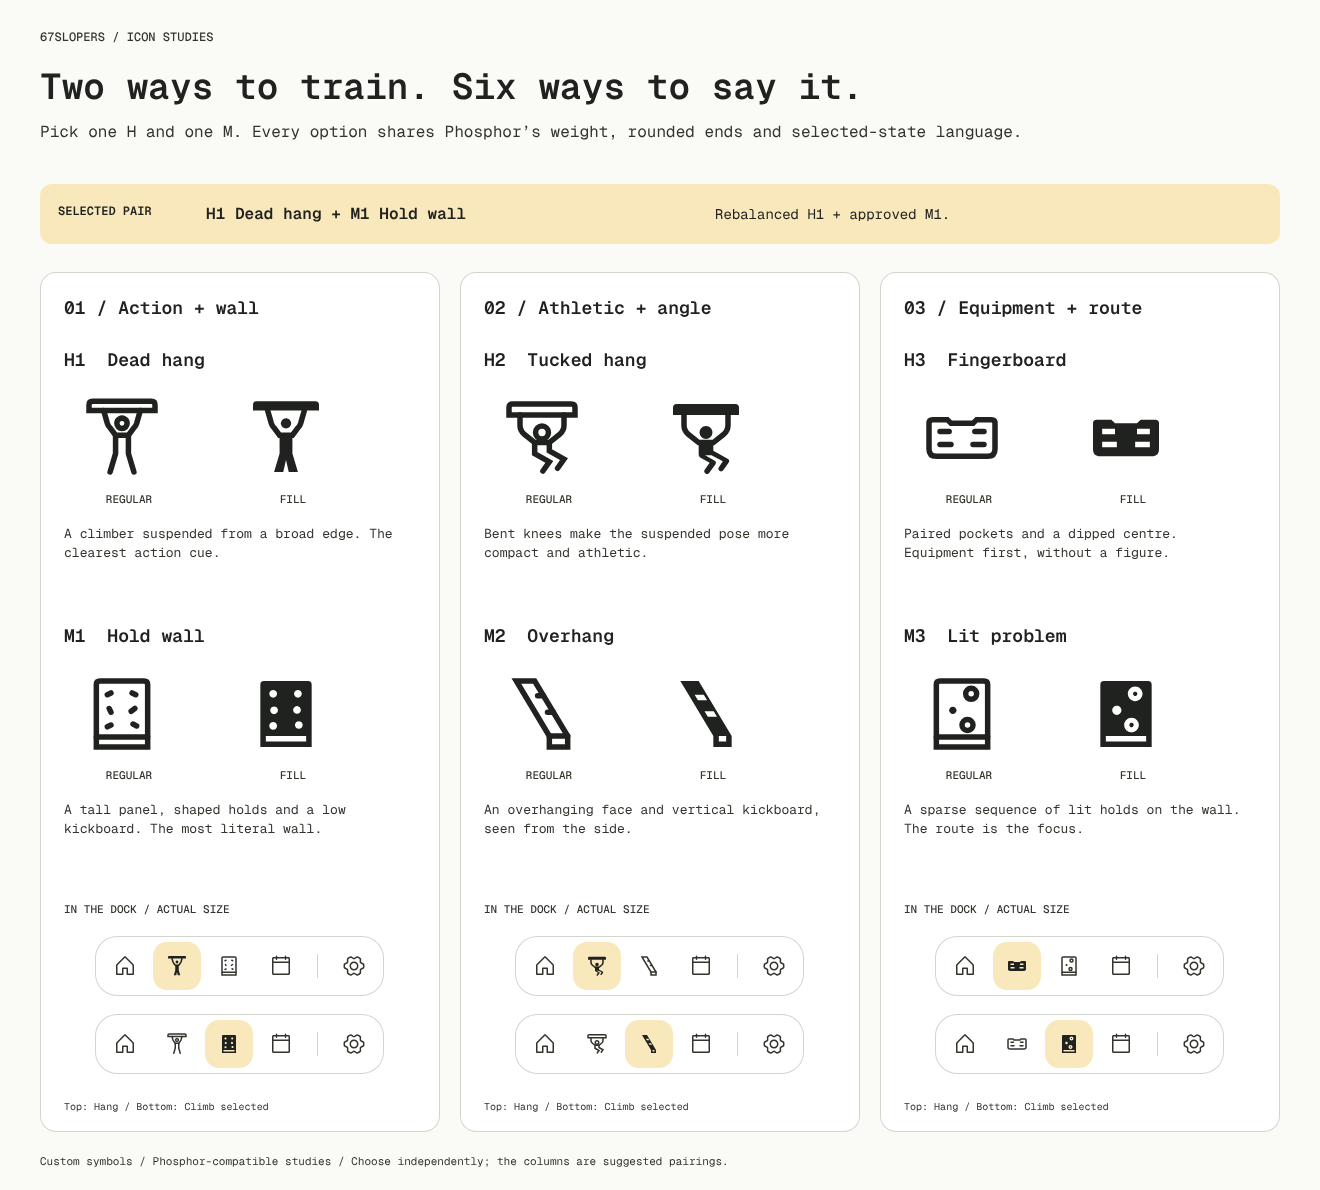 67SLOPERS / ICON STUDIES
Two ways to train. Six ways to say it.
Pick one H and one M. Every option shares Phosphor’s weight, rounded ends and selected-state language.
SELECTED PAIR
H1 Dead hang + M1 Hold wall
Rebalanced H1 + approved M1.
01 / Action + wall
H1 Dead hang
REGULAR
FILL
A climber suspended from a broad edge. The
clearest action cue.
M1 Hold wall
REGULAR
FILL
A tall panel, shaped holds and a low
kickboard. The most literal wall.
IN THE DOCK / ACTUAL SIZE
Top: Hang / Bottom: Climb selected
02 / Athletic + angle
H2 Tucked hang
REGULAR
FILL
Bent knees make the suspended pose more
compact and athletic.
M2 Overhang
REGULAR
FILL
An overhanging face and vertical kickboard,
seen from the side.
IN THE DOCK / ACTUAL SIZE
Top: Hang / Bottom: Climb selected
03 / Equipment + route
H3 Fingerboard
REGULAR
FILL
Paired pockets and a dipped centre.
Equipment first, without a figure.
M3 Lit problem
REGULAR
FILL
A sparse sequence of lit holds on the wall.
The route is the focus.
IN THE DOCK / ACTUAL SIZE
Top: Hang / Bottom: Climb selected
Custom symbols / Phosphor-compatible studies / Choose independently; the columns are suggested pairings.